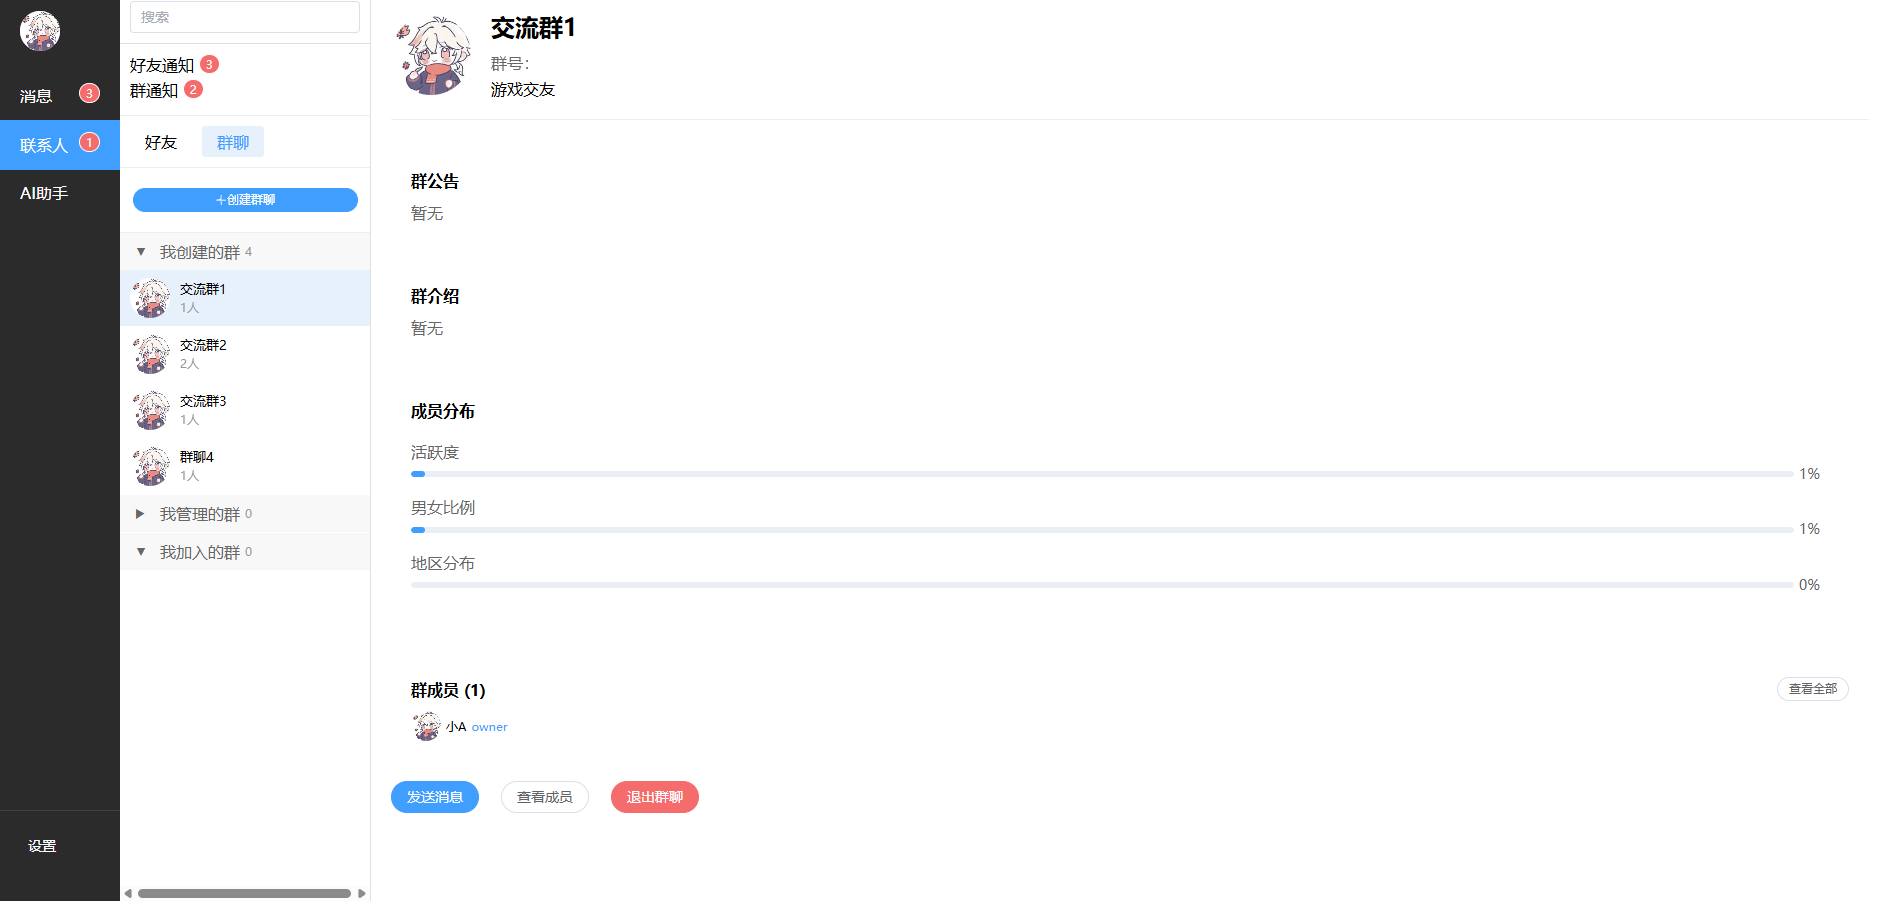 消息 3
联系人 1
AI助手
设置
搜索
好友通知 3
群通知 2
好友 群聊
+创建群聊
我创建的群 4
交流群1
1人
交流群2
2人
交流群3
1人
群聊4
1人
我管理的群 0
我加入的群 0
交流群1
群号：
游戏交友
群公告
暂无
群介绍
暂无
成员分布
活跃度
1%
男女比例
1%
地区分布
0%
群成员 (1)
查看全部
小A owner
发送消息 查看成员 退出群聊